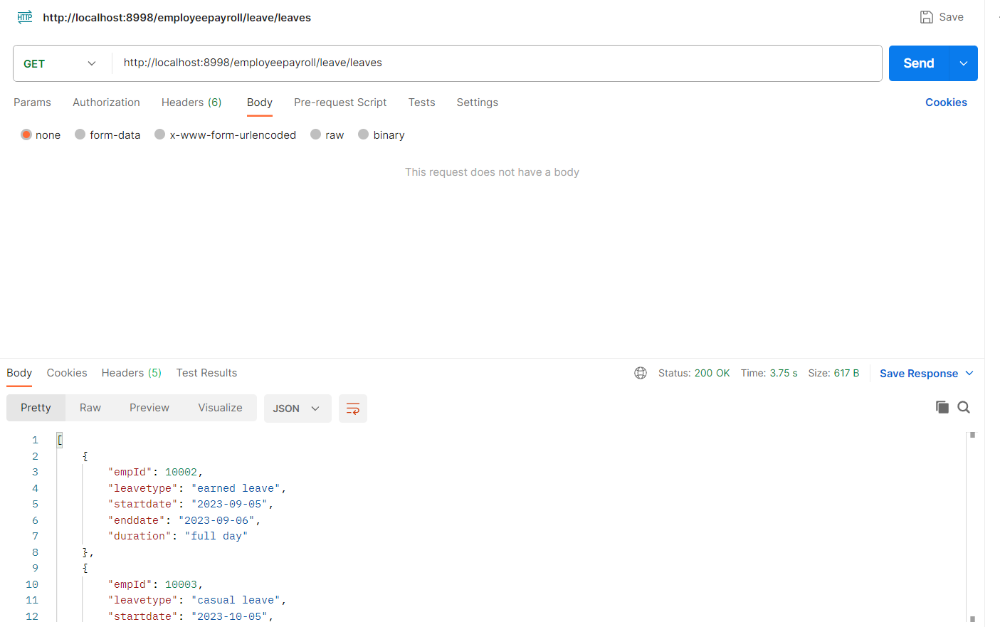 HTTP http://localhost:8998/employeepayroll/leave/leaves Save
GET http://localhost:8998/employeepayroll/leave/leaves Send
Params Authorization Headers (6) Body Pre-request Script Tests Settings Cookies
none form-data x-www-form-urlencoded raw binary
This request does not have a body
Body Cookies Headers (5) Test Results Status: 200 OK Time: 3.75 s Size: 617 B Save Response
Pretty Raw Preview Visualize JSON
1 [
2 {
3 "empId": 10002,
4 "leavetype": "earned leave",
5 "startdate": "2023-09-05",
6 "enddate": "2023-09-06",
7 "duration": "full day"
8 },
9 {
10 "empId": 10003,
11 "leavetype": "casual leave",
12 "startdate": "2023-10-05",